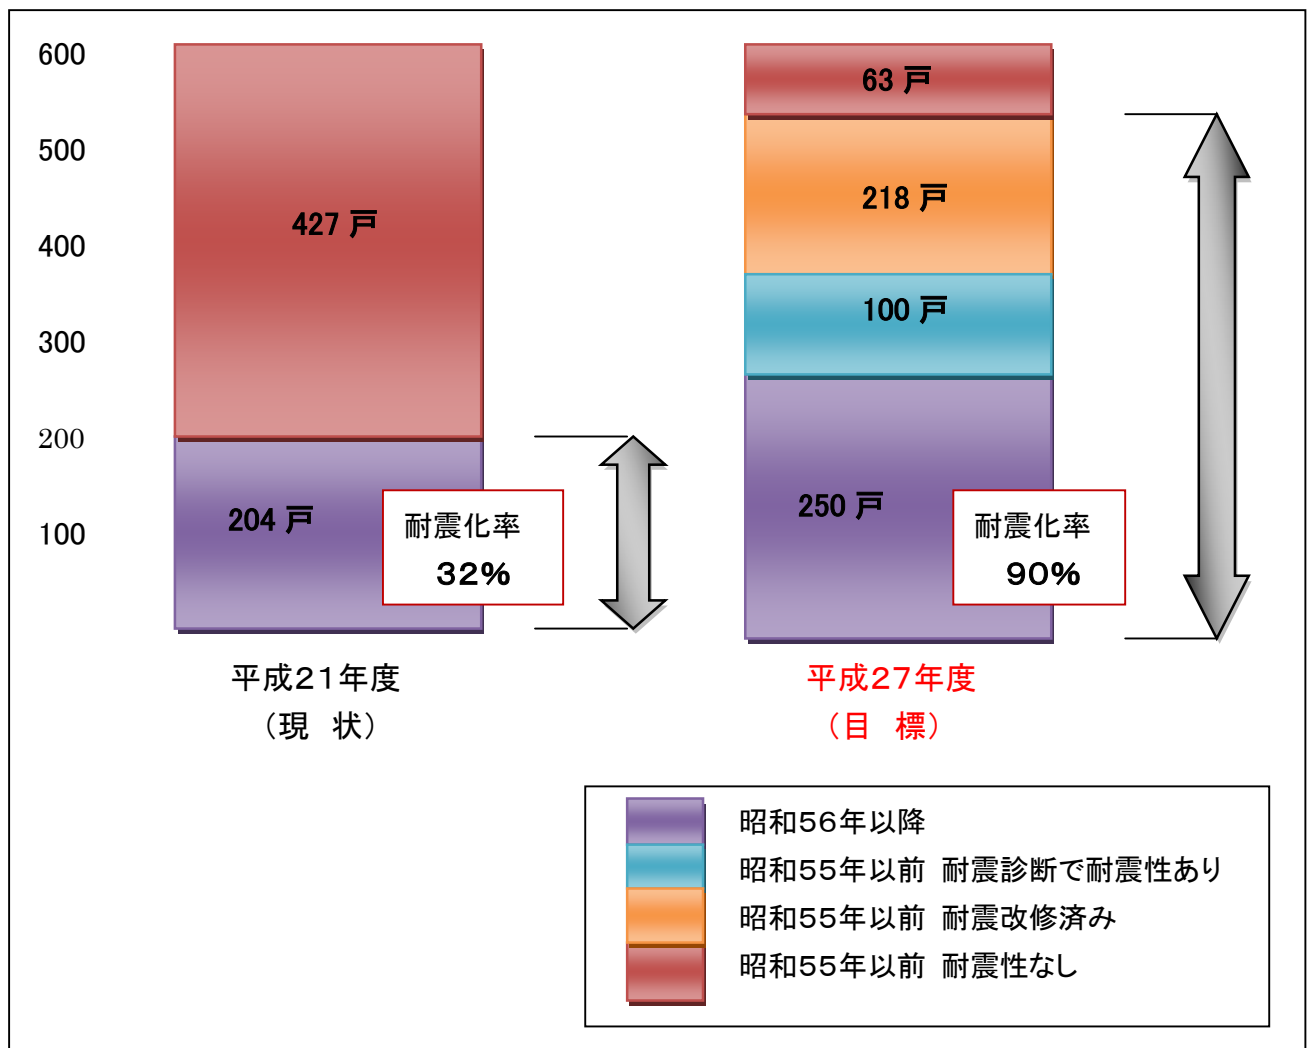 600
500
400
300
200
100
427 戸
204 戸
耐震化率
32%
63 戸
218 戸
100 戸
250 戸
耐震化率
90%
平成21年度
（現　状）
平成27年度
（目　標）
昭和56年以降
昭和55年以前 耐震診断で耐震性あり
昭和55年以前 耐震改修済み
昭和55年以前 耐震性なし